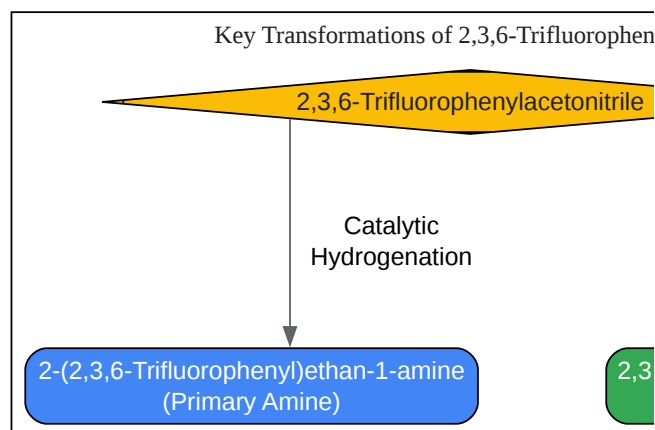 Key Transformations of 2,3,6-Trifluorophen
2,3,6-Trifluorophenylacetonitrile
Catalytic
Hydrogenation
2-(2,3,6-Trifluorophenyl)ethan-1-amine
(Primary Amine)
2,3